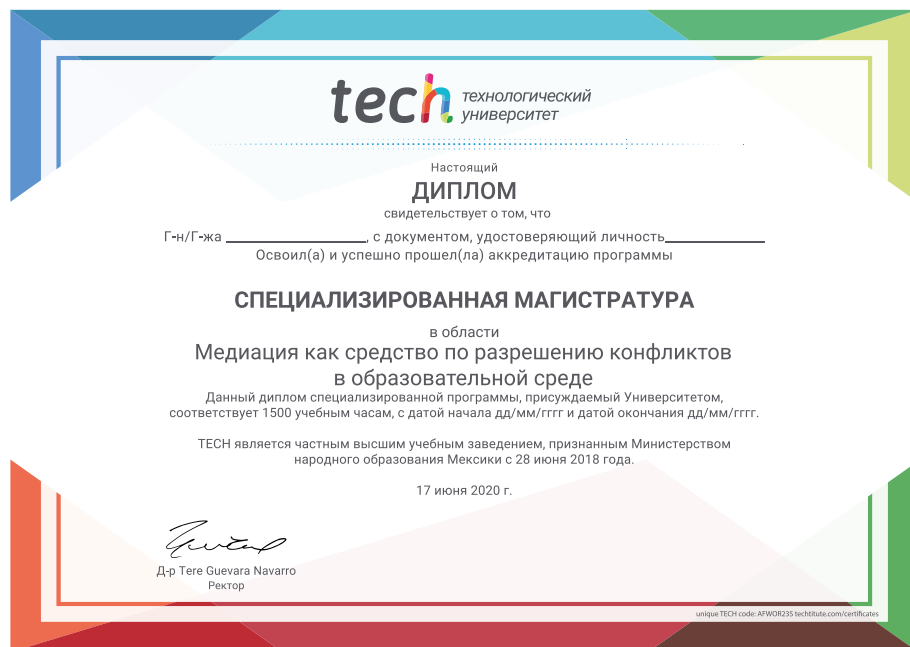 tech технологический университет
Настоящий
ДИПЛОМ
свидетельствует о том, что
Г-н/Г-жа ____________, с документом, удостоверяющий личность____________
Освоил(а) и успешно прошел(ла) аккредитацию программы
СПЕЦИАЛИЗИРОВАННАЯ МАГИСТРАТУРА
в области
Медиация как средство по разрешению конфликтов
в образовательной среде
Данный диплом специализированной программы, присуждаемый Университетом,
соответствует 1500 учебным часам, с датой начала дд/мм/гггг и датой окончания дд/мм/гггг.
TECH является частным высшим учебным заведением, признанным Министерством
народного образования Мексики с 28 июня 2018 года.
17 июня 2020 г.
Д-р Tere Guevara Navarro
Ректор
unique TECH code: AFWOR235 techtitute.com/certificates